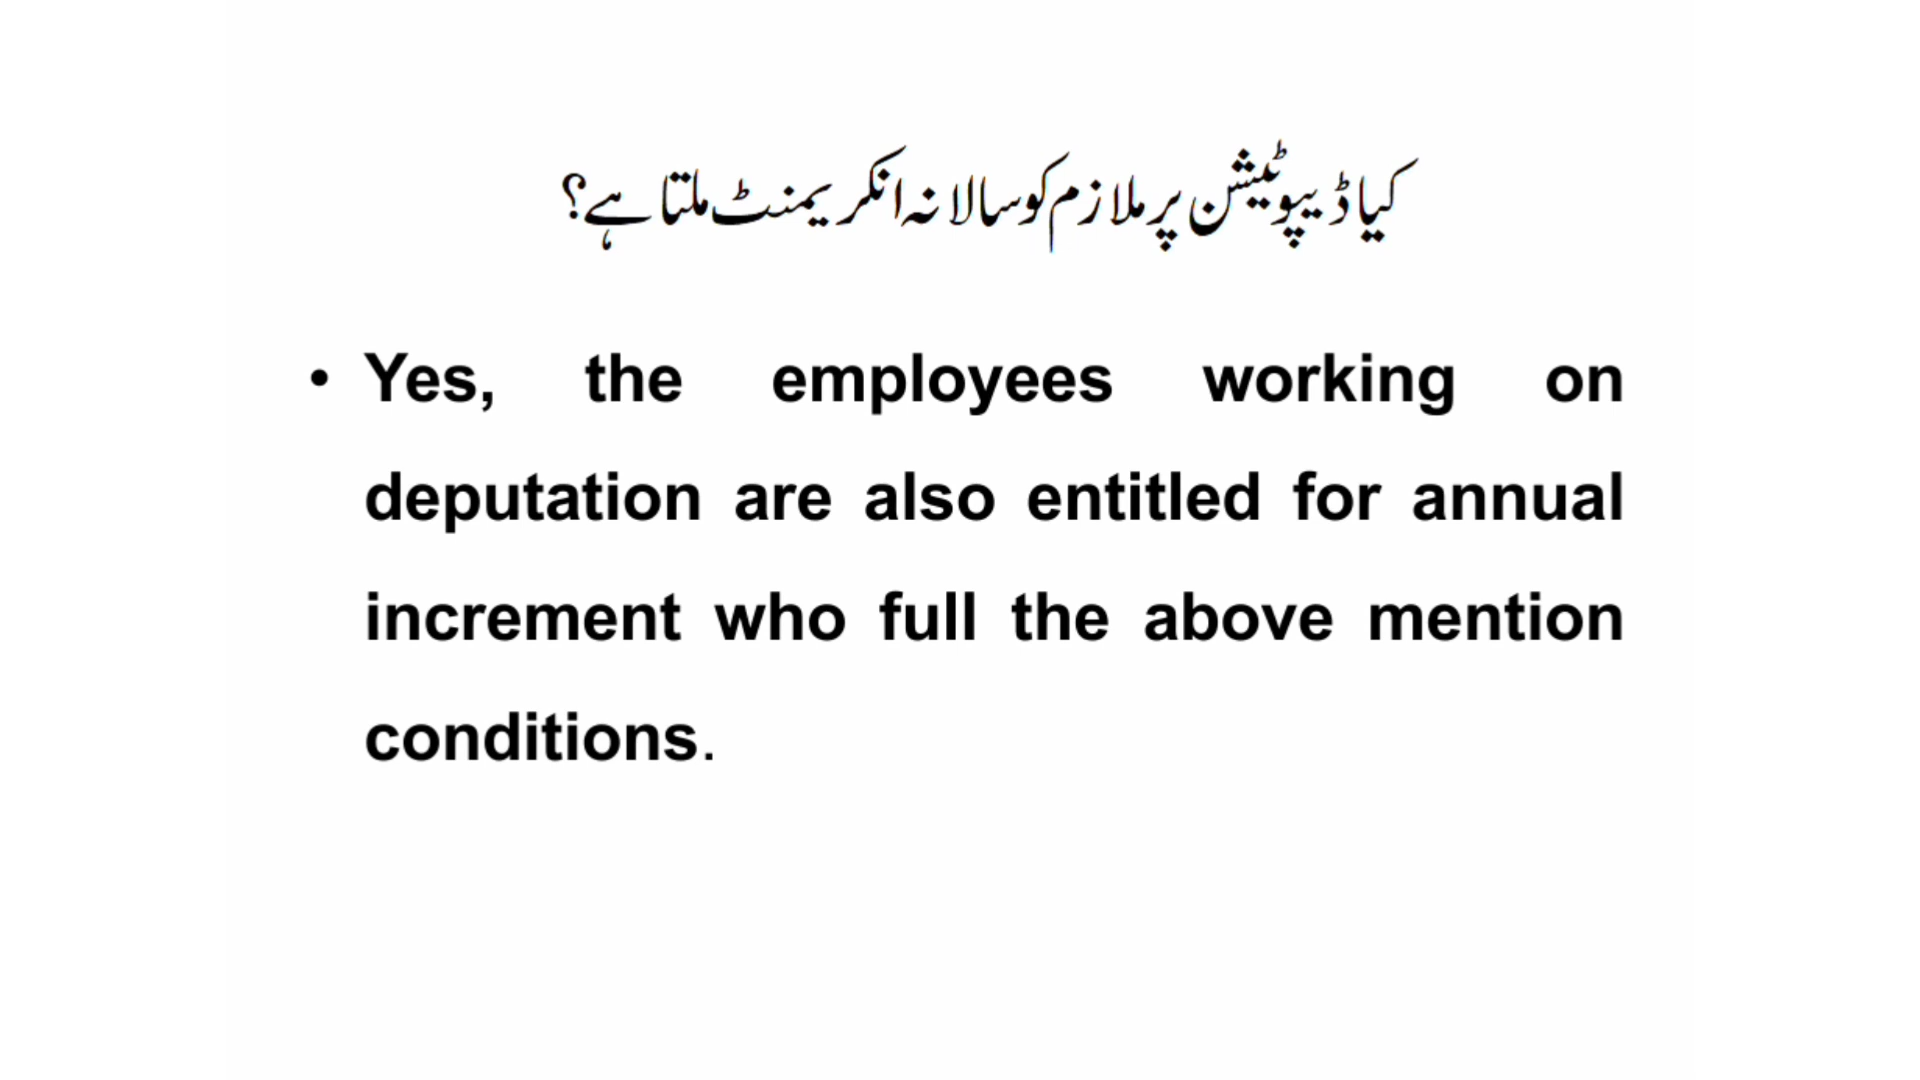 کیا ڈیپوٹیشن پر ملازم کو سالانہ انکریمنٹ ملتا ہے؟
• Yes, the employees working on
deputation are also entitled for annual
increment who full the above mention
conditions.